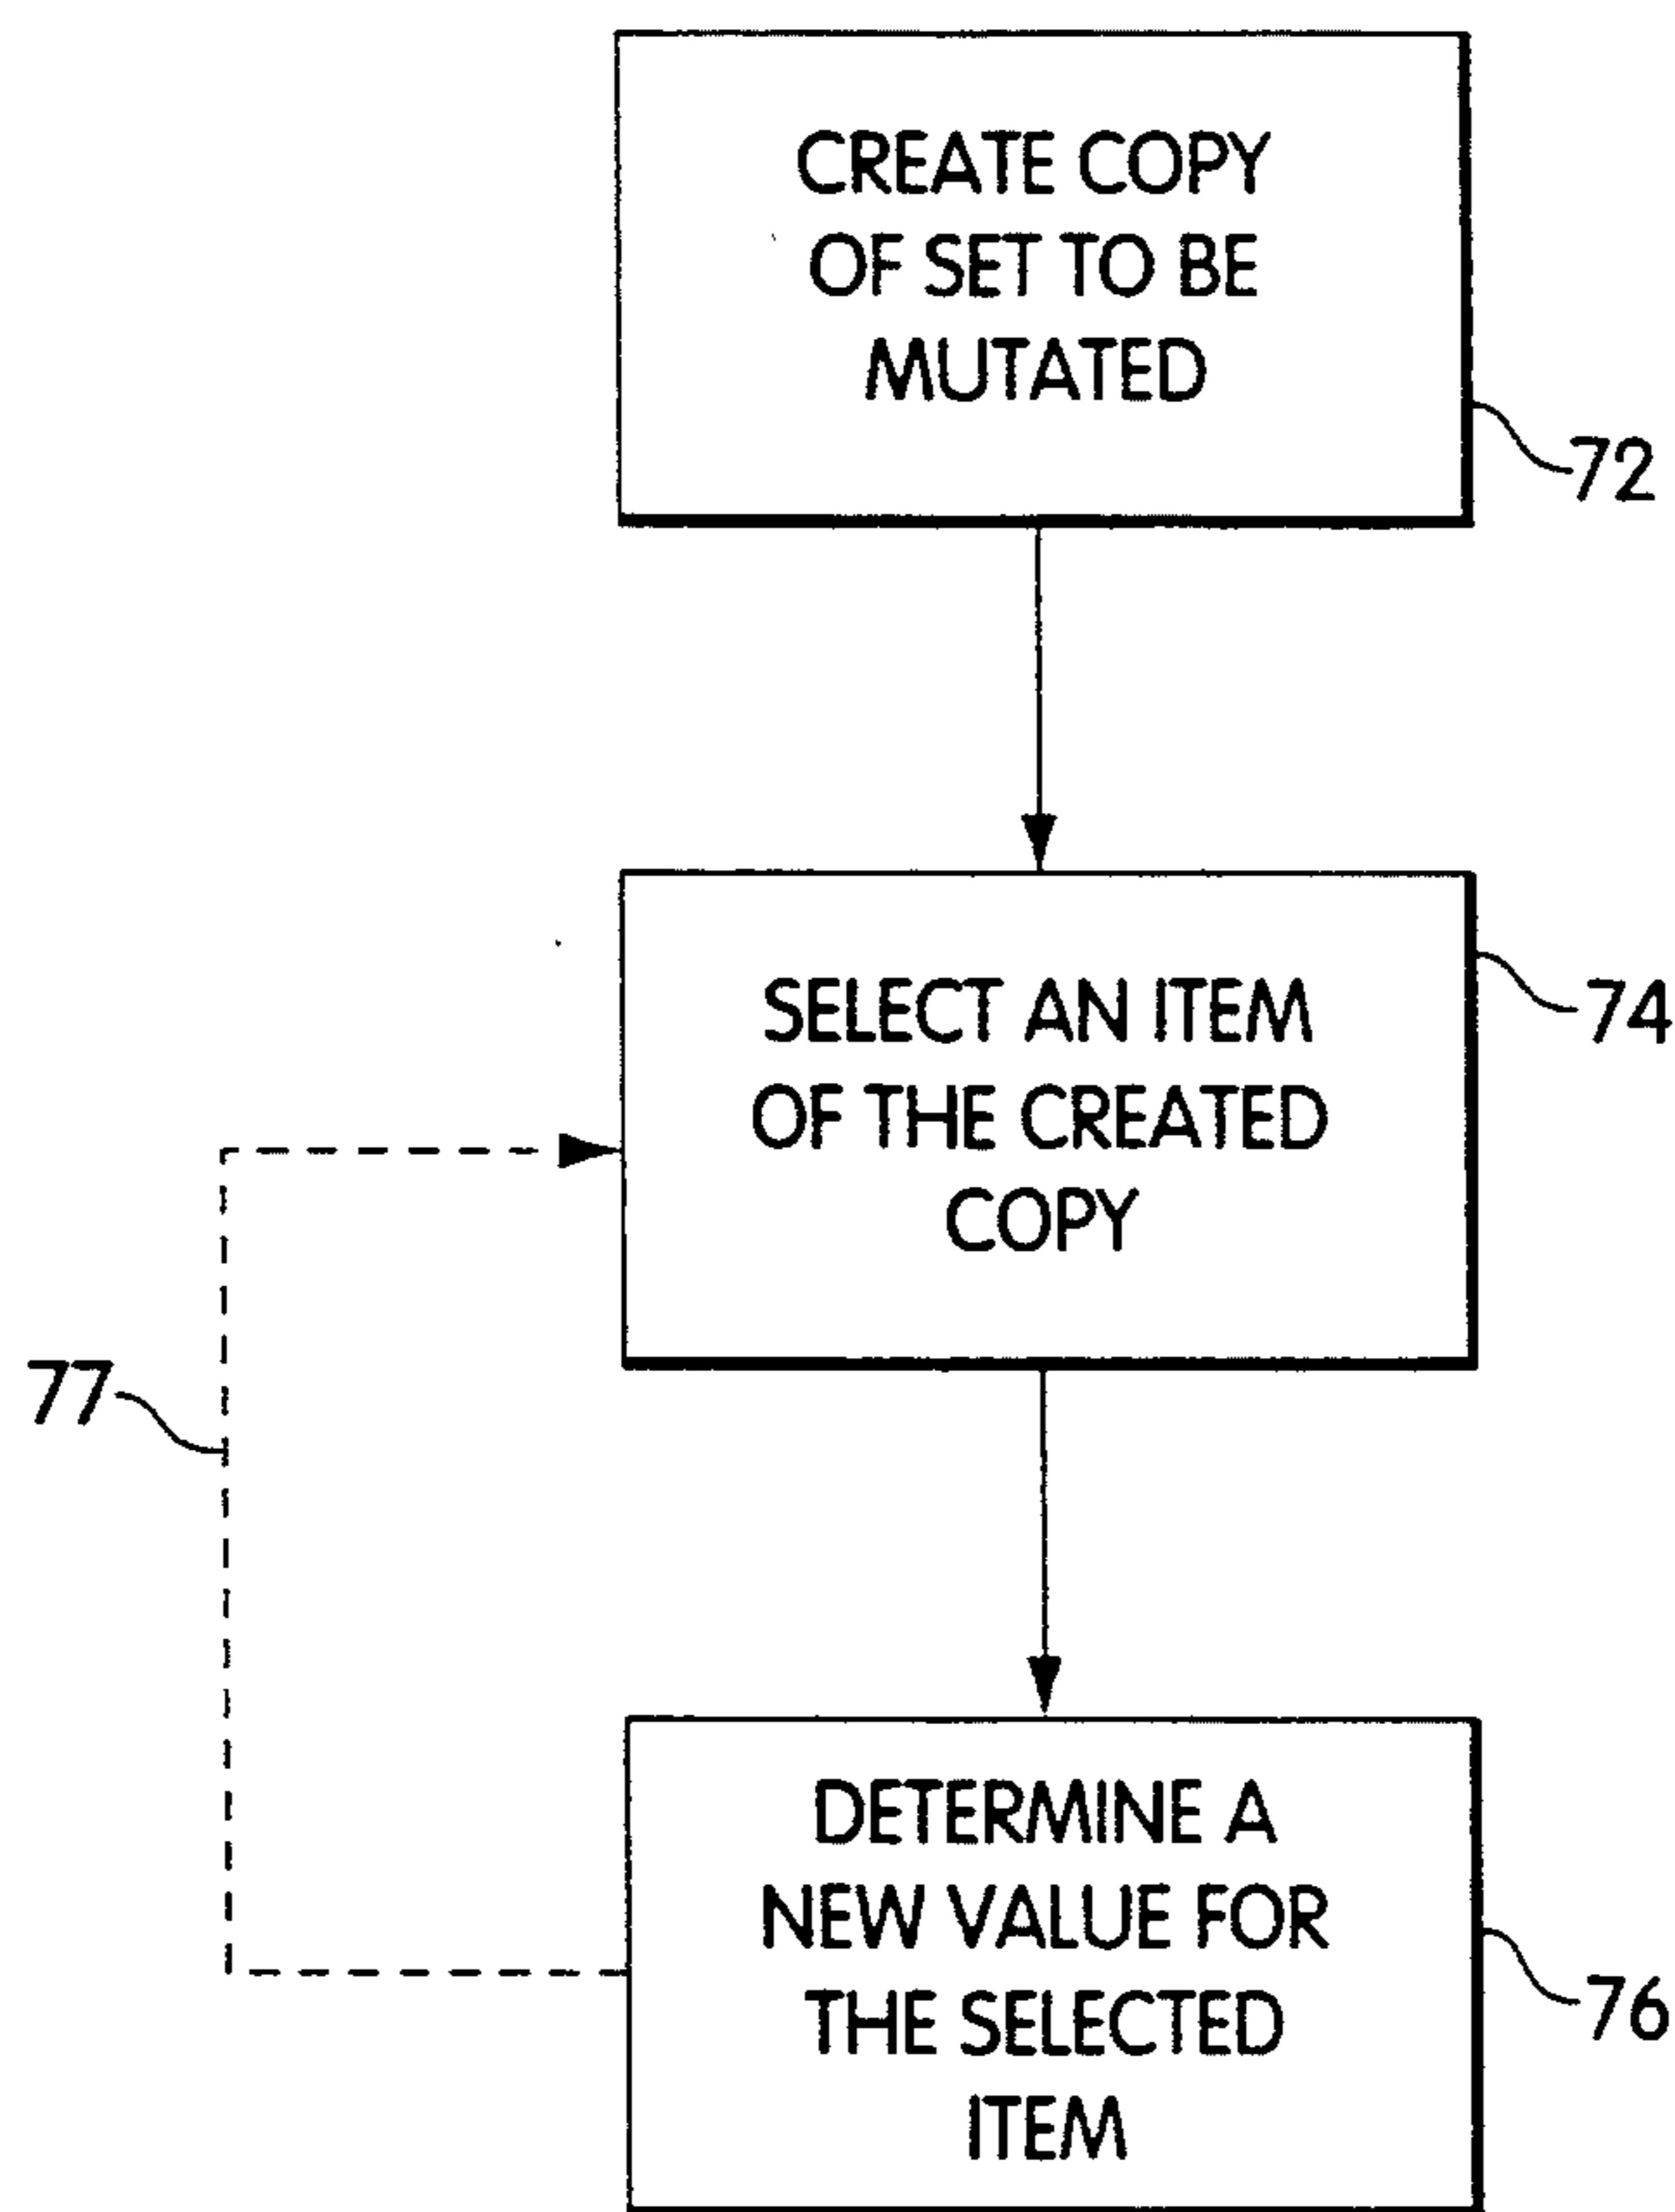 CREATE COPY
OF SET TO BE
MUTATED
72
SELECT AN ITEM
OF THE CREATED
COPY
74
77
DETERMINE A
NEW VALUE FOR
THE SELECTED
ITEM
76